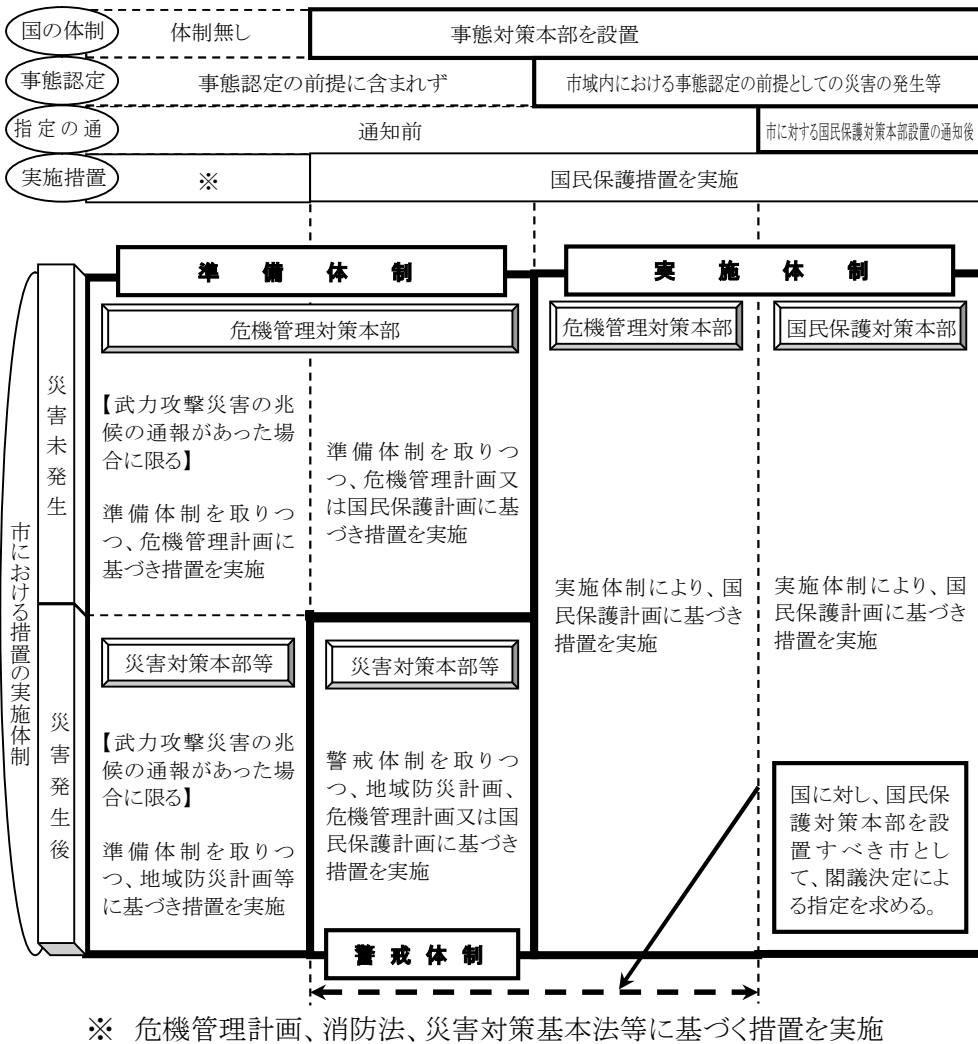 国の体制
体制無し
事態対策本部を設置
事態認定
事態認定の前提に含まれず
市域内における事態認定の前提としての災害の発生等
指定の通
通知前
市に対する国民保護対策本部設置の通知後
実施措置
※
国民保護措置を実施
準備体制
実施体制
危機管理対策本部
危機管理対策本部
国民保護対策本部
市における措置の実施体制
災害未発生
【武力攻撃災害の兆
候の通報があった場
合に限る】
準備体制を取りつ
つ、危機管理計画に
基づき措置を実施
準備体制を取りつ
つ、危機管理計画又
は国民保護計画に基
づき措置を実施
実施体制により、国
民保護計画に基づき
措置を実施
実施体制により、国
民保護計画に基づき
措置を実施
災害発生後
災害対策本部等
災害対策本部等
【武力攻撃災害の兆
候の通報があった場
合に限る】
準備体制を取りつ
つ、地域防災計画等
に基づき措置を実施
警戒体制を取りつ
つ、地域防災計画、
危機管理計画又は国
民保護計画に基づき
措置を実施
国に対し、国民保
護対策本部を設
置すべき市とし
て、閣議決定によ
る指定を求める。
警戒体制
※ 危機管理計画、消防法、災害対策基本法等に基づく措置を実施